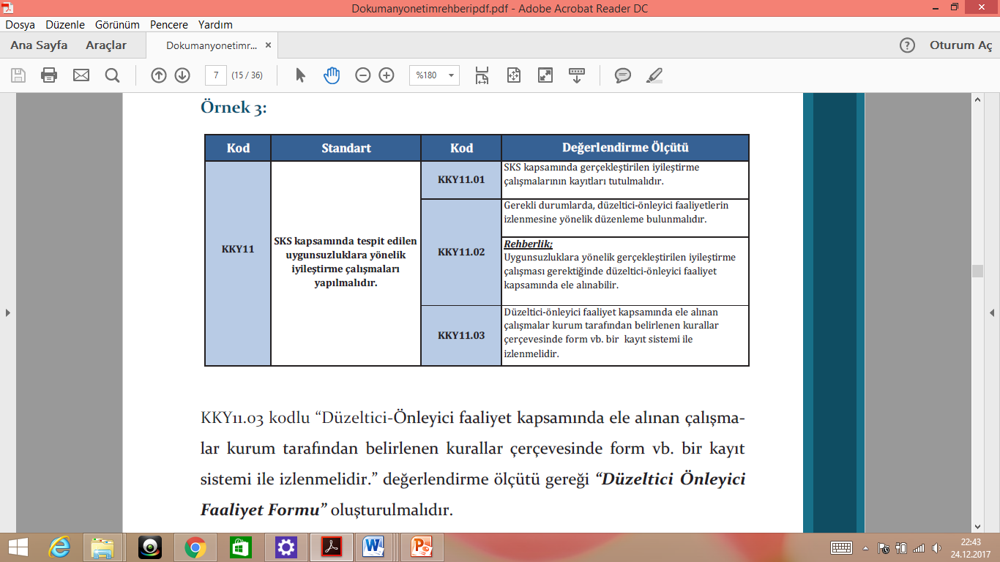 Dokumanyonetimrehberipdf.pdf - Adobe Acrobat Reader DC
Dosya Düzenle Görünüm Pencere Yardım
Ana Sayfa Araçlar Dokumanyonetimr... × ? Oturum Aç
7 (15 / 36) %180
Örnek 3:
Kod Standart Kod Değerlendirme Ölçütü
KKY11
SKS kapsamında tespit edilen
uygunsuzluklara yönelik
iyileştirme çalışmaları
yapılmalıdır.
KKY11.01
SKS kapsamında gerçekleştirilen iyileştirme
çalışmalarının kayıtları tutulmalıdır.
KKY11.02
Gerekli durumlarda, düzeltici-önleyici faaliyetlerin
izlenmesine yönelik düzenleme bulunmalıdır.
Rehberlik;
Uygunsuzluklara yönelik gerçekleştirilen iyileştirme
çalışması gerektiğinde düzeltici-önleyici faaliyet
kapsamında ele alınabilir.
KKY11.03
Düzeltici-önleyici faaliyet kapsamında ele alınan
çalışmalar kurum tarafından belirlenen kurallar
çerçevesinde form vb. bir kayıt sistemi ile
izlenmelidir.
KKY11.03 kodlu “Düzeltici-Önleyici faaliyet kapsamında ele alınan çalışma-
lar kurum tarafından belirlenen kurallar çerçevesinde form vb. bir kayıt
sistemi ile izlenmelidir.” değerlendirme ölçütü gereği “Düzeltici Önleyici
Faaliyet Formu” oluşturulmalıdır.
22:43
24.12.2017